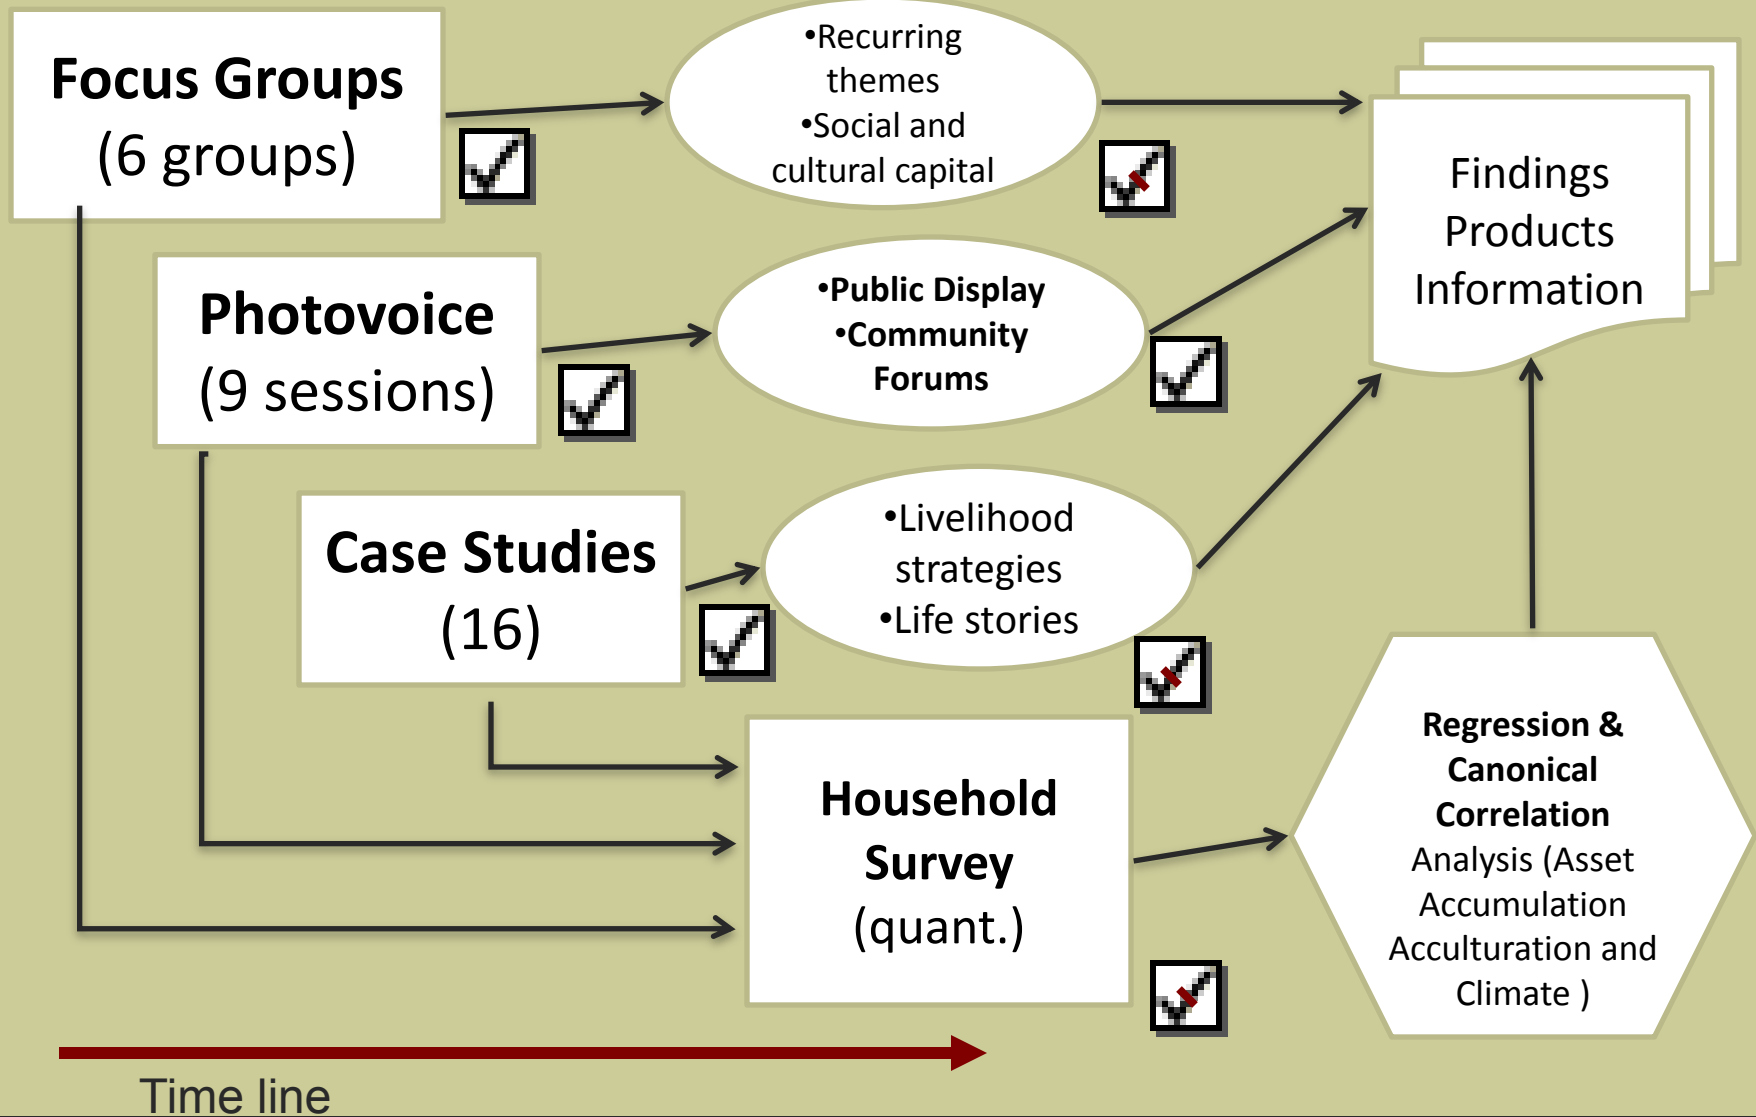 Focus Groups
(6 groups)
•Recurring
themes
•Social and
cultural capital
Findings
Products
Information
Photovoice
(9 sessions)
•Public Display
•Community
Forums
Case Studies
(16)
•Livelihood
strategies
•Life stories
Household
Survey
(quant.)
Regression &
Canonical
Correlation
Analysis (Asset
Accumulation
Acculturation and
Climate )
Time line